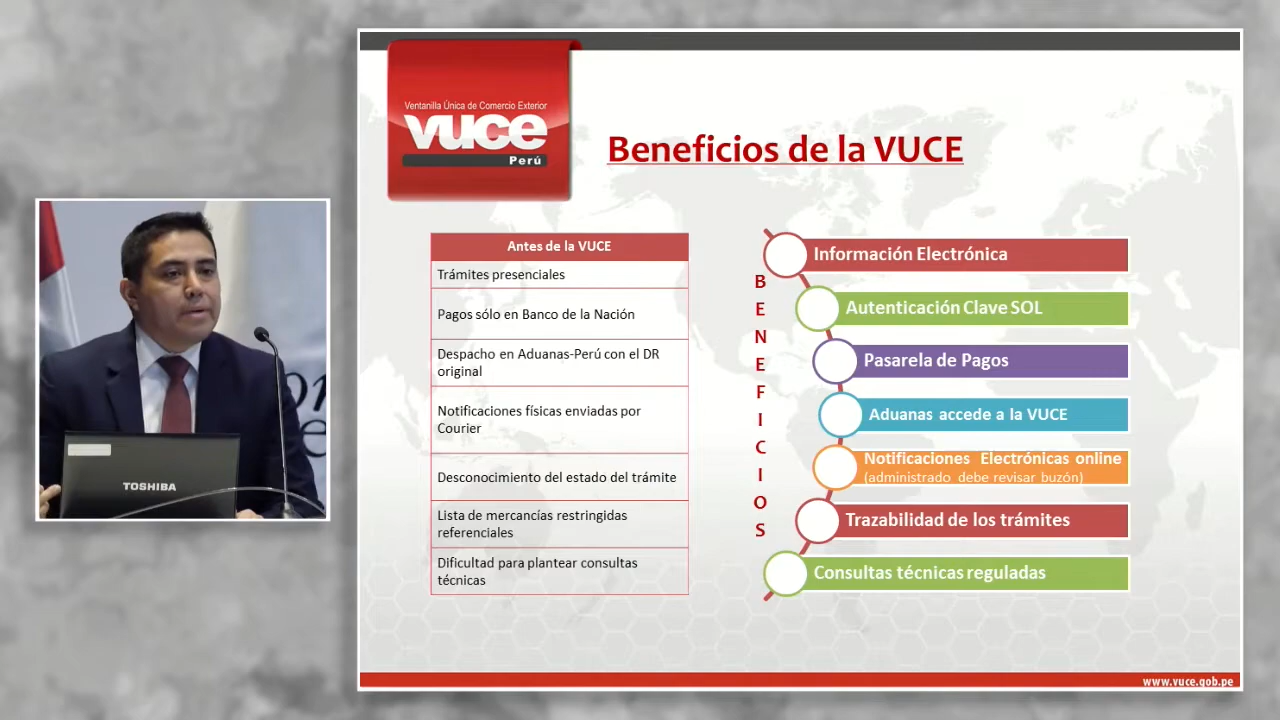 Ventanilla Única de Comercio Exterior
vuce
Perú
Beneficios de la VUCE
Antes de la VUCE
Trámites presenciales
Pagos sólo en Banco de la Nación
Despacho en Aduanas-Perú con el DR
original
Notificaciones físicas enviadas por
Courier
Desconocimiento del estado del trámite
Lista de mercancías restringidas
referenciales
Dificultad para plantear consultas
técnicas
BENEFICIOS
Información Electrónica
Autenticación Clave SOL
Pasarela de Pagos
Aduanas accede a la VUCE
Notificaciones Electrónicas online
(administrado debe revisar buzón)
Trazabilidad de los trámites
Consultas técnicas reguladas
www.vuce.gob.pe
TOSHIBA